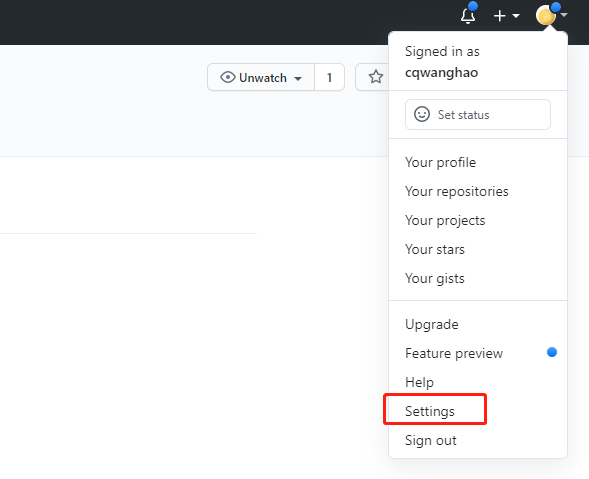 Unwatch
1
Signed in as
cqwanghao
Set status
Your profile
Your repositories
Your projects
Your stars
Your gists
Upgrade
Feature preview
Help
Settings
Sign out